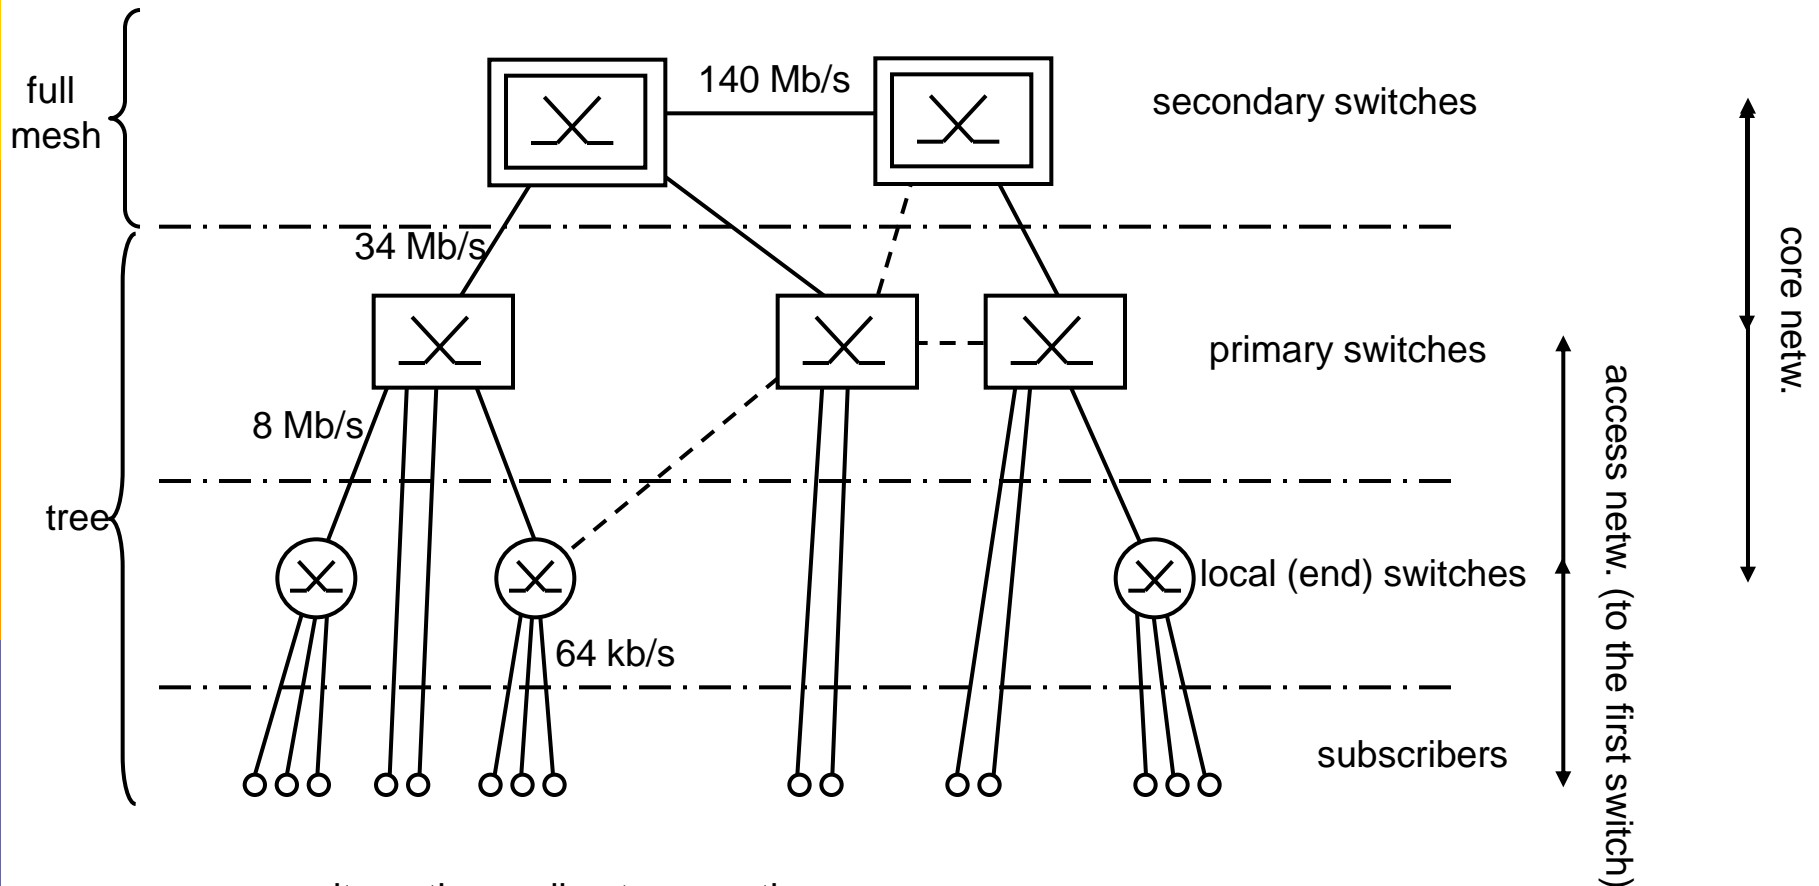 full
mesh
140 Mb/s
secondary switches
34 Mb/s
core netw.
primary switches
8 Mb/s
access netw. (to the first switch)
tree
local (end) switches
64 kb/s
subscribers